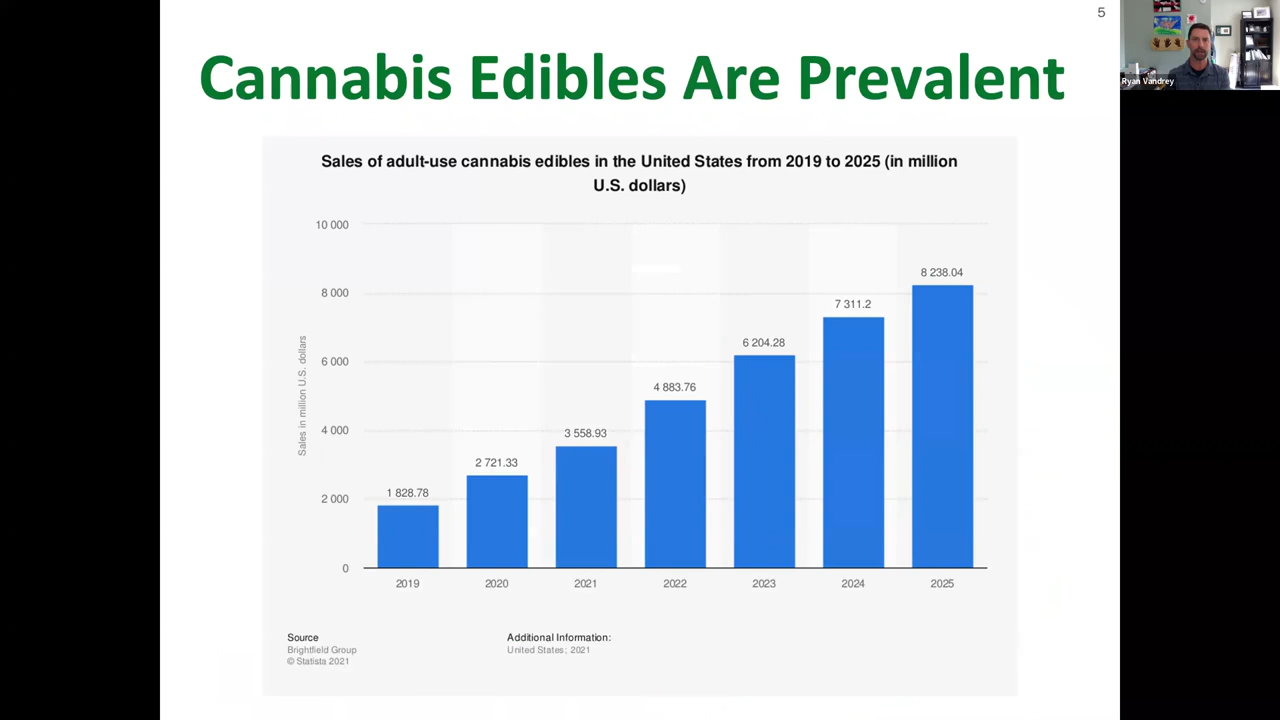 5
Ryan Vandrey
Cannabis Edibles Are Prevalent
Sales of adult-use cannabis edibles in the United States from 2019 to 2025 (in million
U.S. dollars)
Sales in million U.S. dollars
10 000
8 000
6 000
4 000
2 000
0
1 828.78
2 721.33
3 558.93
4 883.76
6 204.28
7 311.2
8 238.04
2019 2020 2021 2022 2023 2024 2025
Source
Brightfield Group
© Statista 2021
Additional Information:
United States; 2021